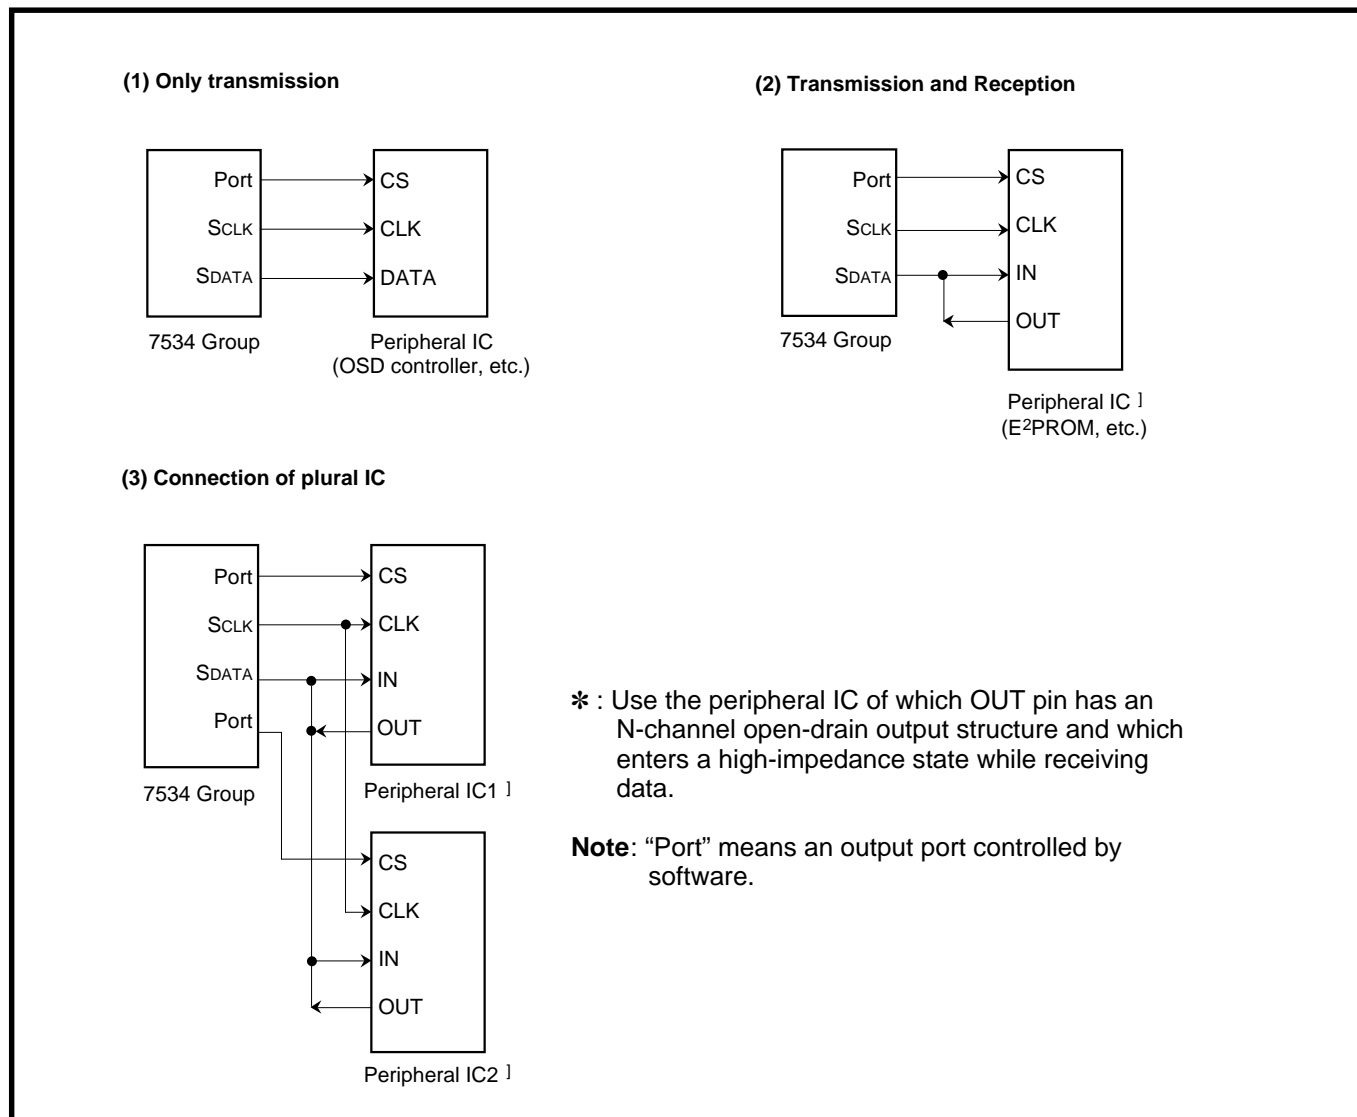 (1) Only transmission
Port
SCLK
SDATA
CS
CLK
DATA
7534 Group
Peripheral IC
(OSD controller, etc.)
(2) Transmission and Reception
Port
SCLK
SDATA
CS
CLK
IN
OUT
7534 Group
Peripheral IC ]
(E2PROM, etc.)
(3) Connection of plural IC
Port
SCLK
SDATA
Port
CS
CLK
IN
OUT
7534 Group
Peripheral IC1 ]
CS
CLK
IN
OUT
Peripheral IC2 ]
✽ : Use the peripheral IC of which OUT pin has an
N-channel open-drain output structure and which
enters a high-impedance state while receiving
data.
Note: “Port” means an output port controlled by
software.